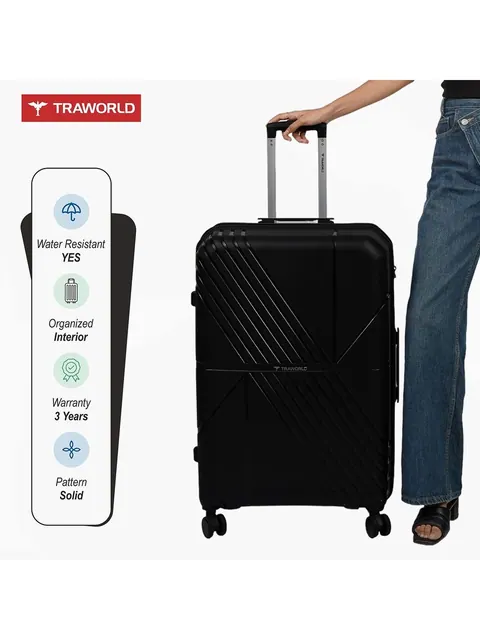 TRAWORLD
Water Resistant
YES
Organized
Interior
Warranty
3 Years
Pattern
Solid
TRAWORLD